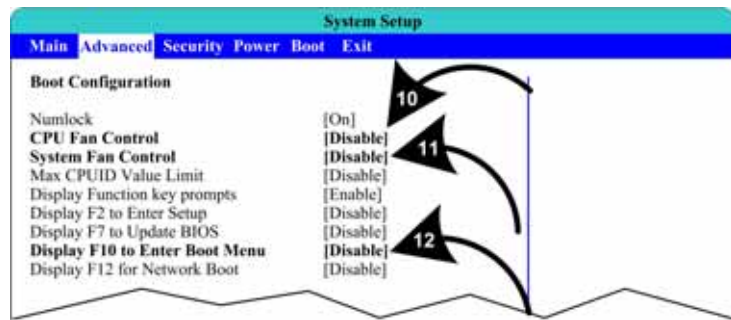 System Setup
Main Advanced Security Power Boot Exit
Boot Configuration
Numlock [On]
CPU Fan Control [Disable]
System Fan Control [Disable]
Max CPUID Value Limit [Disable]
Display Function key prompts [Enable]
Display F2 to Enter Setup [Disable]
Display F7 to Update BIOS [Disable]
Display F10 to Enter Boot Menu [Disable]
Display F12 for Network Boot [Disable]
10
11
12